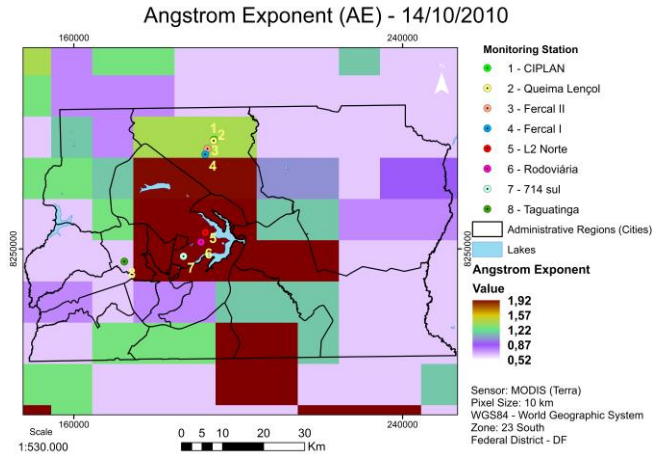 Angstrom Exponent (AE) - 14/10/2010
160000
240000
8250000
8250000
N
1
2
3
4
5
6
7
8
Monitoring Station
1 - CIPLAN
2 - Queima Lençol
3 - Fercal II
4 - Fercal I
5 - L2 Norte
6 - Rodoviária
7 - 714 sul
8 - Taguatinga
Administrative Regions (Cities)
Lakes
Angstrom Exponent
Value
1,92
1,57
1,22
0,87
0,52
Sensor: MODIS (Terra)
Pixel Size: 10 km
WGS84 - World Geographic System
Zone: 23 South
Federal District - DF
160000
240000
Scale
1:530.000
0 5 10 20 30
Km